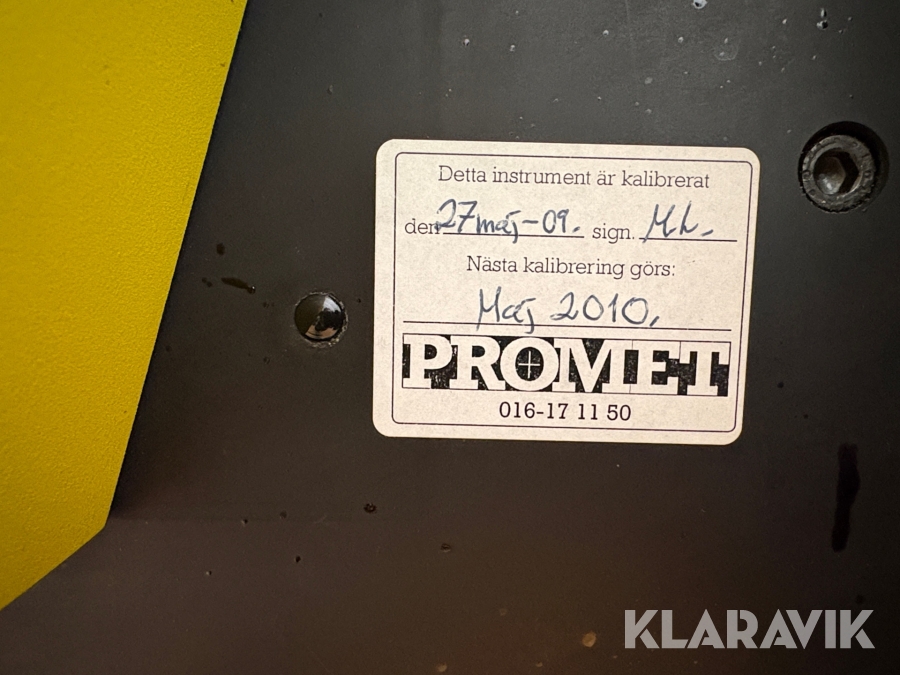 Detta instrument är kalibrerat
den 27 maj-09. sign. ML.
Nästa kalibrering görs:
Maj 2010.
PROMET
016-17 11 50
KLARAVIK